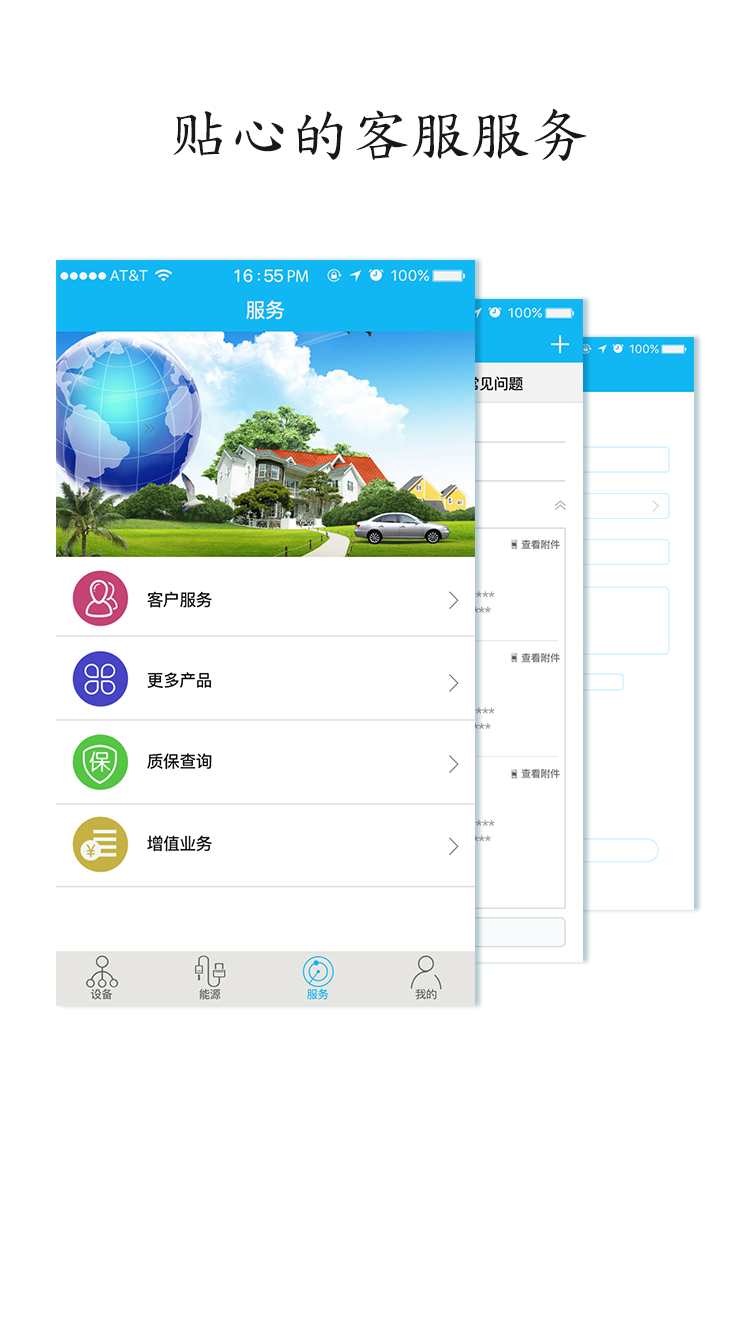 贴心的客服服务
AT&T 16:55PM 100%
服务
客户服务
更多产品
保
质保查询
¥
增值业务
设备 能源 服务 我的
100%
见问题
查看附件
****
***
查看附件
****
***
查看附件
****
***
100%